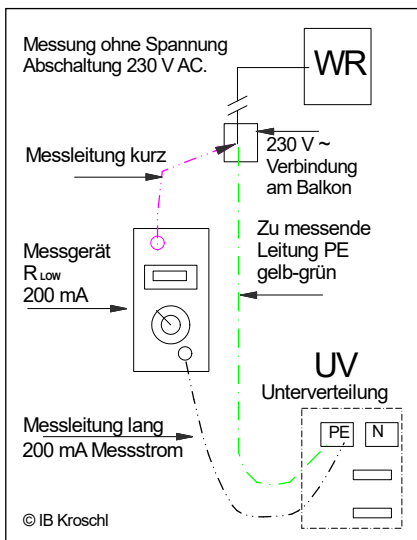 Messung ohne Spannung
Abschaltung 230 V AC.
WR
Messleitung kurz
230 V ~
Verbindung
am Balkon
Messgerät
R LOW
200 mA
Zu messende
Leitung PE
gelb-grün
UV
Unterverteilung
PE
N
Messleitung lang
200 mA Messstrom
© IB Kroschl